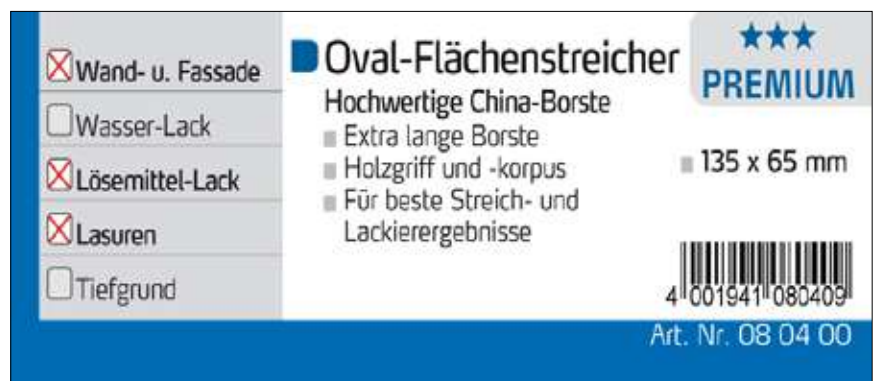 Wand- u. Fassade
Wasser-Lack
Lösemittel-Lack
Lasuren
Tiefgrund
Oval-Flächenstreicher
Hochwertige China-Borste
Extra lange Borste
Holzgriff und -korpus
Für beste Streich- und
Lackierergebnisse
PREMIUM
135 x 65 mm
4 001941 080409
Art. Nr. 08 04 00